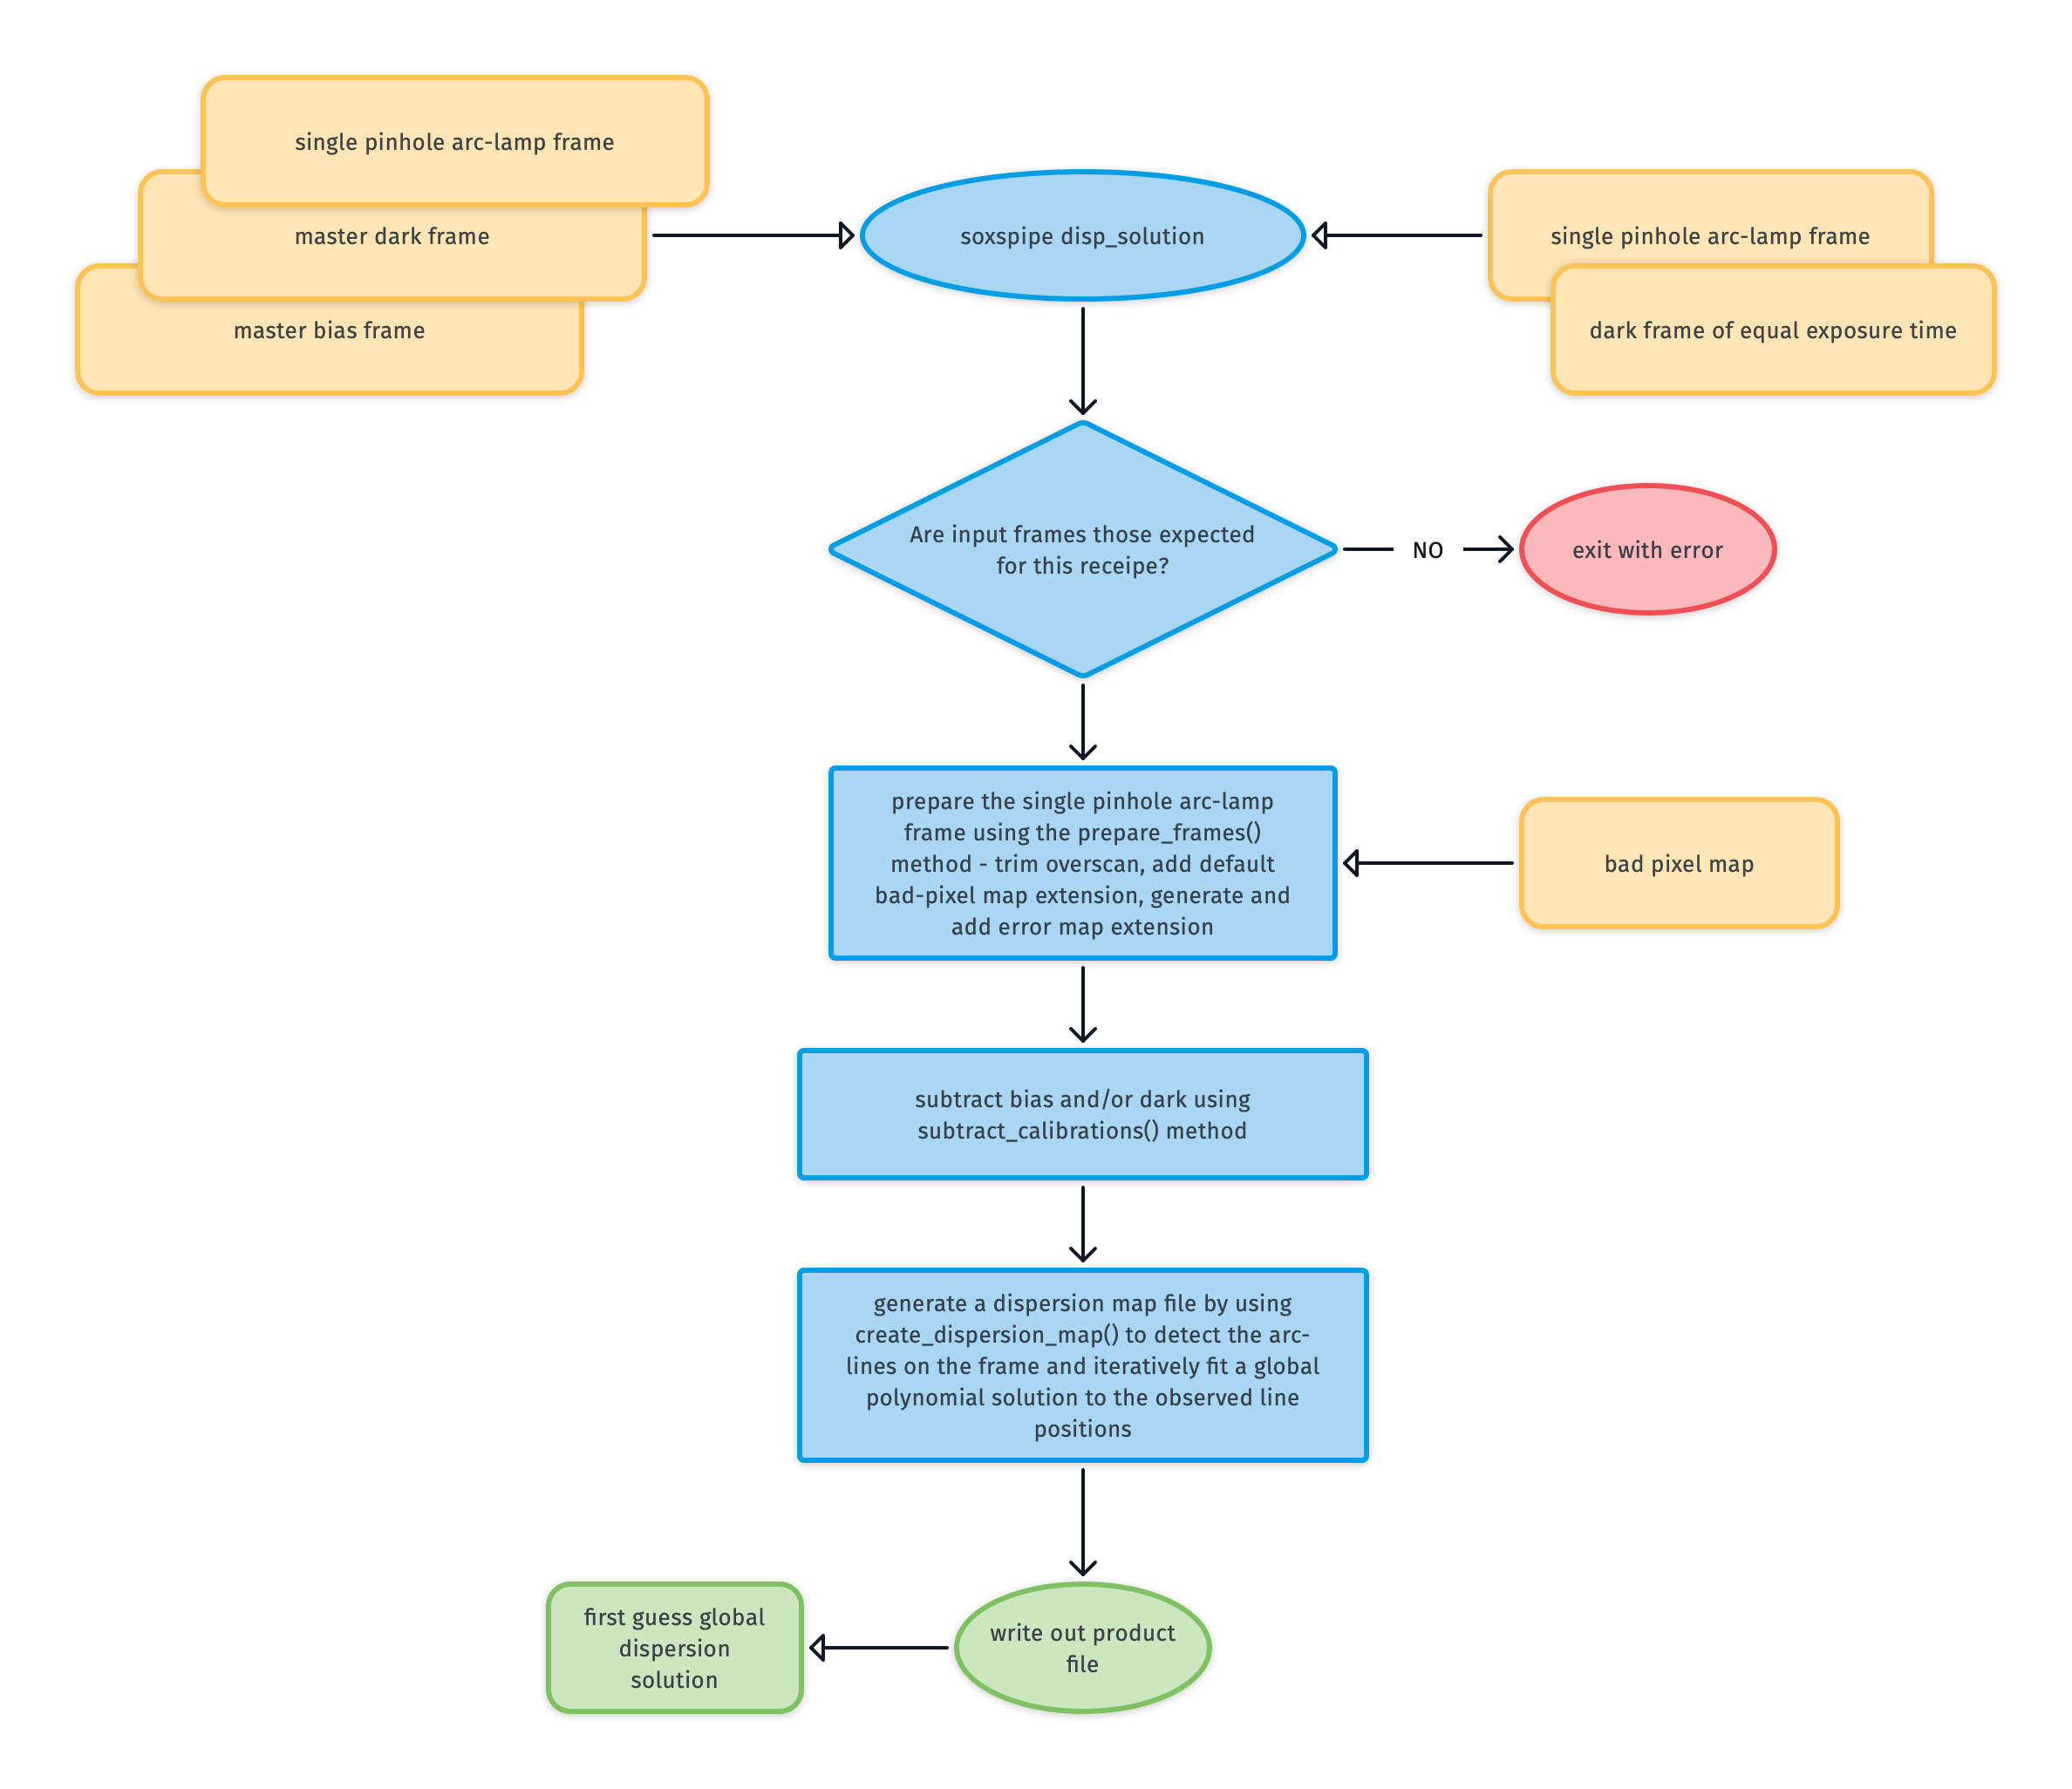 single pinhole arc-lamp frame
master dark frame
master bias frame
soxspipe disp_solution
single pinhole arc-lamp frame
dark frame of equal exposure time
Are input frames those expected
for this receipe?
NO
exit with error
prepare the single pinhole arc-lamp
frame using the prepare_frames()
method - trim overscan, add default
bad-pixel map extension, generate and
add error map extension
bad pixel map
subtract bias and/or dark using
subtract_calibrations() method
generate a dispersion map file by using
create_dispersion_map() to detect the arc-
lines on the frame and iteratively fit a global
polynomial solution to the observed line
positions
first guess global
dispersion
solution
write out product
file